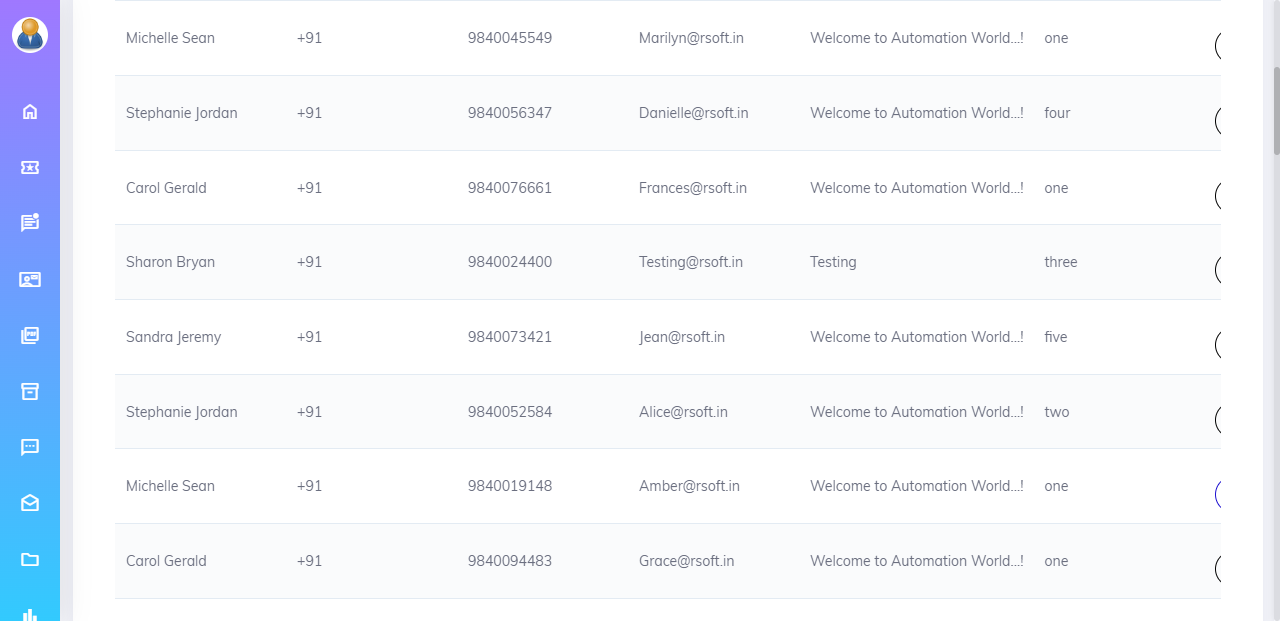 Michelle Sean +91 9840045549 Marilyn@rsoft.in Welcome to Automation World...! one
Stephanie Jordan +91 9840056347 Danielle@rsoft.in Welcome to Automation World...! four
Carol Gerald +91 9840076661 Frances@rsoft.in Welcome to Automation World...! one
Sharon Bryan +91 9840024400 Testing@rsoft.in Testing three
Sandra Jeremy +91 9840073421 Jean@rsoft.in Welcome to Automation World...! five
Stephanie Jordan +91 9840052584 Alice@rsoft.in Welcome to Automation World...! two
Michelle Sean +91 9840019148 Amber@rsoft.in Welcome to Automation World...! one
Carol Gerald +91 9840094483 Grace@rsoft.in Welcome to Automation World...! one